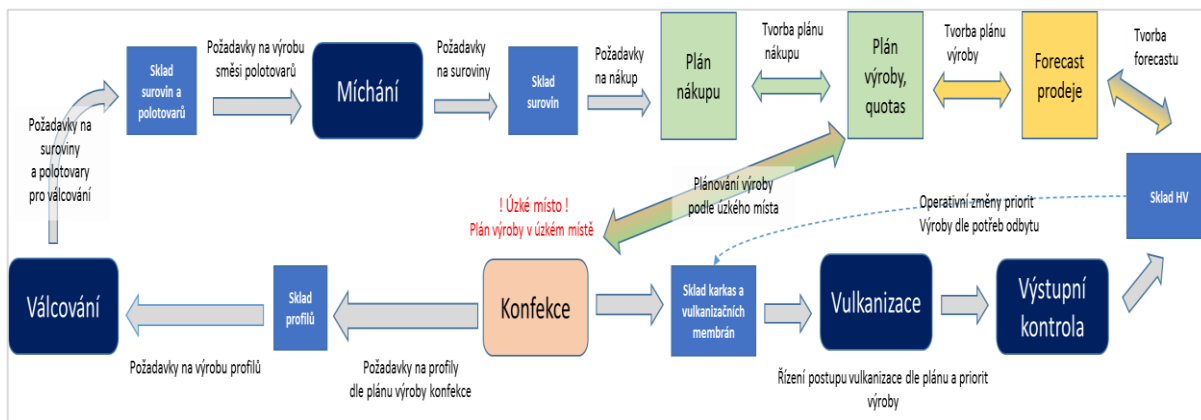 Sklad
surovin a
polotovarů
Požadavky na výrobu
směsi polotovarů
Míchání
Požadavky
na suroviny
Sklad
surovin
Požadavky
na nákup
Plán
nákupu
Tvorba plánu
nákupu
Plán
výroby,
quotas
Tvorba plánu
výroby
Forecast
prodeje
Tvorba
forecastu
Požadavky na
suroviny
a polotovary
pro válcování
! Úzké místo !
Plán výroby v úzkém místě
Plánování výroby
podle úzkého místa
Operativní změny priorit
Výroby dle potřeb odbytu
Sklad HV
Válcování
Sklad
profilů
Konfekce
Sklad karkas a
vulkanizačních
membrán
Vulkanizace
Výstupní
kontrola
Požadavky na výrobu profilů
Požadavky na profily
dle plánu výroby konfekce
Řízení postupu vulkanizace dle plánu a priorit
výroby